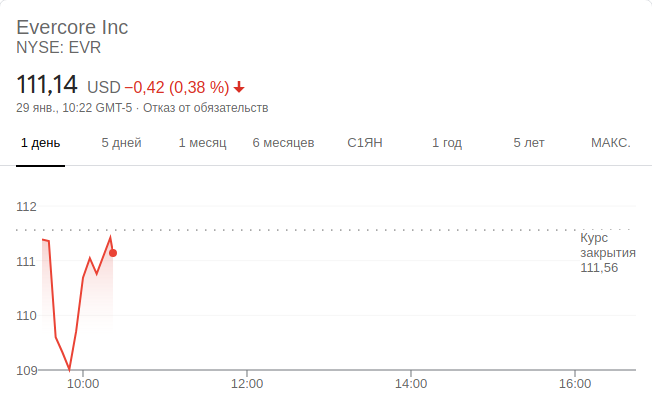 Evercore Inc
NYSE: EVR
111,14 USD −0,42 (0,38 %)
29 янв., 10:22 GMT-5 · Отказ от обязательств
1 день 5 дней 1 месяц 6 месяцев С1ЯН 1 год 5 лет МАКС.
112
Курс
закрытия
111,56
111
110
109
10:00 12:00 14:00 16:00